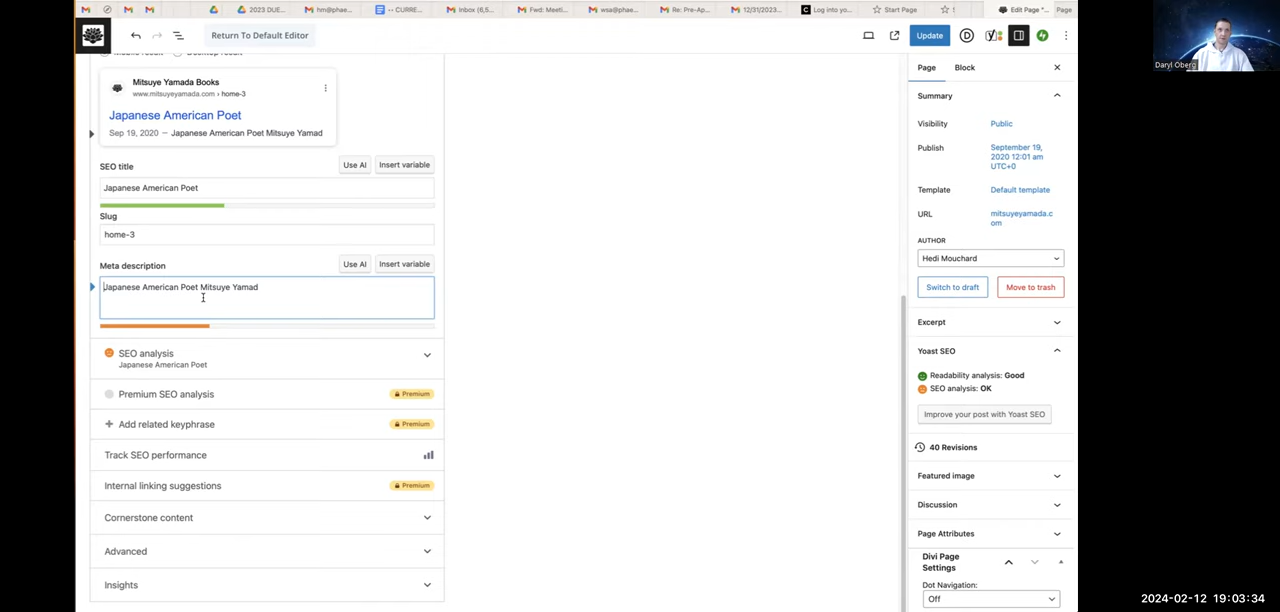 2023 DUE...
hm@phae...
·· CURRE...
Inbox (6,5...
Fwd: Meeti...
wsa@phae...
Re: Pre-Ap...
12/31/2023...
Log into yo...
Start Page
Edit Page "...
Page
Return To Default Editor
Update
Daryl Oberg
Mitsuye Yamada Books
www.mitsuyeyamada.com › home-3
Japanese American Poet
Sep 19, 2020 — Japanese American Poet Mitsuye Yamad
SEO title
Use AI
Insert variable
Japanese American Poet
Slug
home-3
Meta description
Use AI
Insert variable
Japanese American Poet Mitsuye Yamad
SEO analysis
Japanese American Poet
Premium SEO analysis
Premium
Add related keyphrase
Premium
Track SEO performance
Internal linking suggestions
Premium
Cornerstone content
Advanced
Insights
Page
Block
Summary
Visibility
Public
Publish
September 19,
2020 12:01 am
UTC+0
Template
Default template
URL
mitsuyeyamada.c
om
AUTHOR
Hedi Mouchard
Switch to draft
Move to trash
Excerpt
Yoast SEO
Readability analysis: Good
SEO analysis: OK
Improve your post with Yoast SEO
40 Revisions
Featured image
Discussion
Page Attributes
Divi Page
Settings
Dot Navigation:
Off
2024-02-12 19:03:34